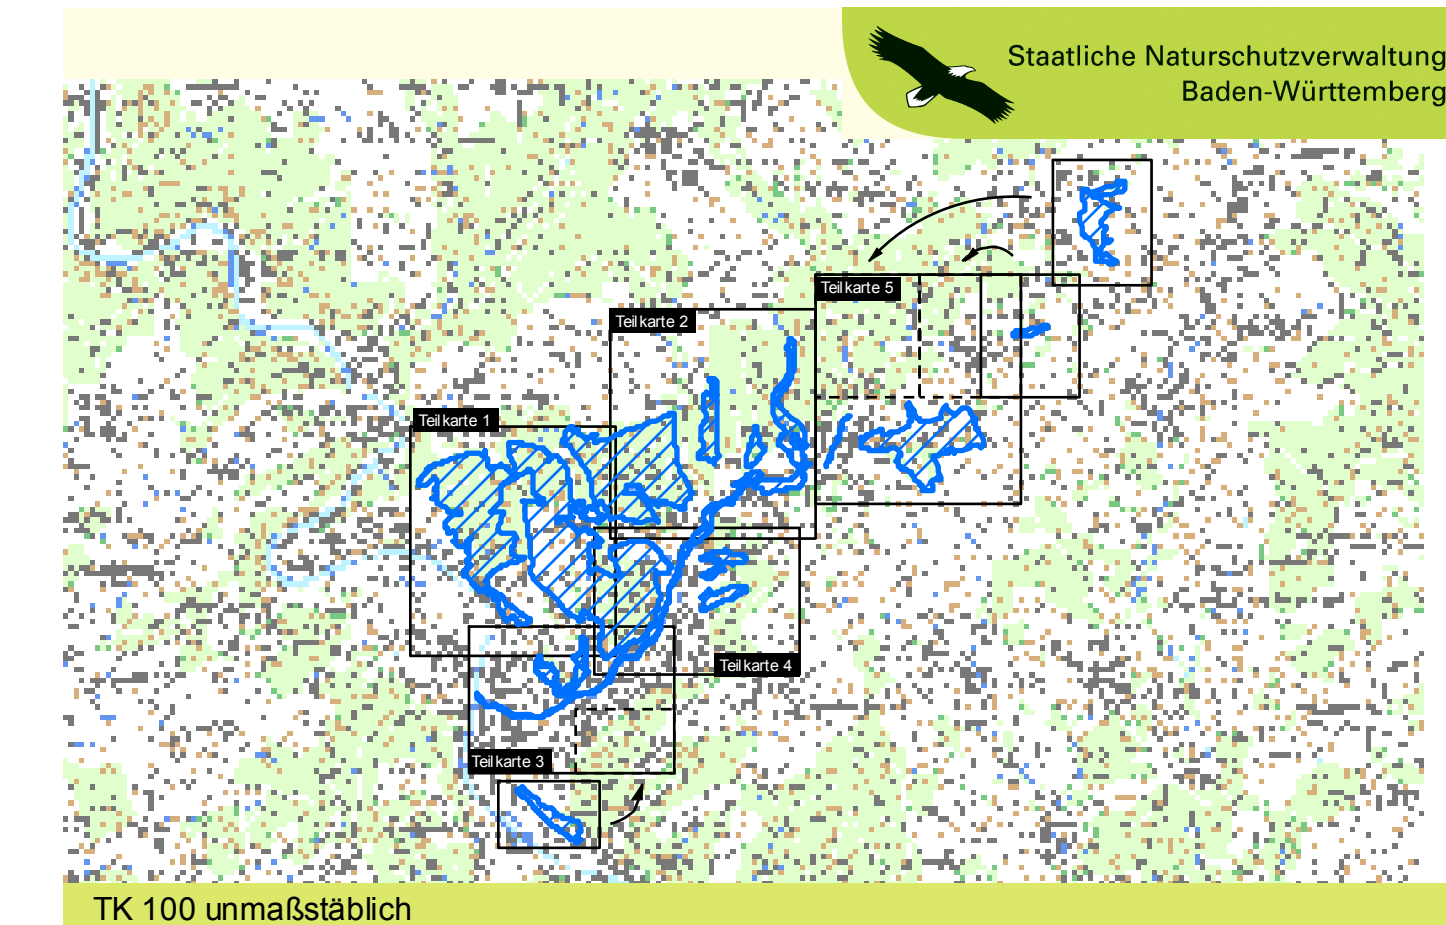 Staatliche Naturschutzverwaltung
Baden-Württemberg
Teilkarte 5
Teilkarte 2
Teilkarte 1
Teilkarte 4
Teilkarte 3
TK 100 unmaßstäblich